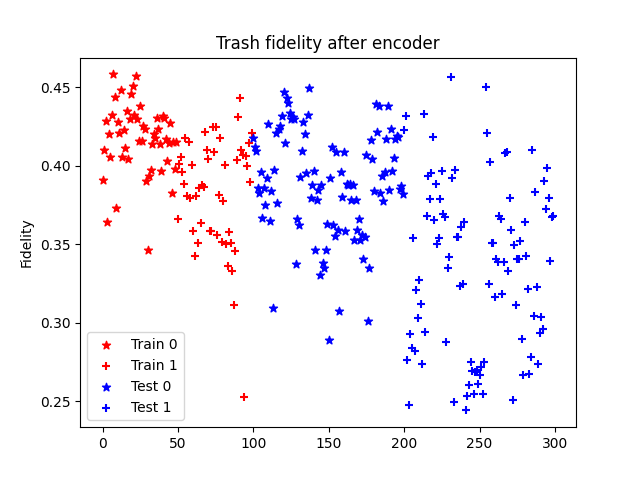 Trash fidelity after encoder
Fidelity
0.45
0.40
0.35
0.30
0.25
Train 0
Train 1
Test 0
Test 1
0
50
100
150
200
250
300